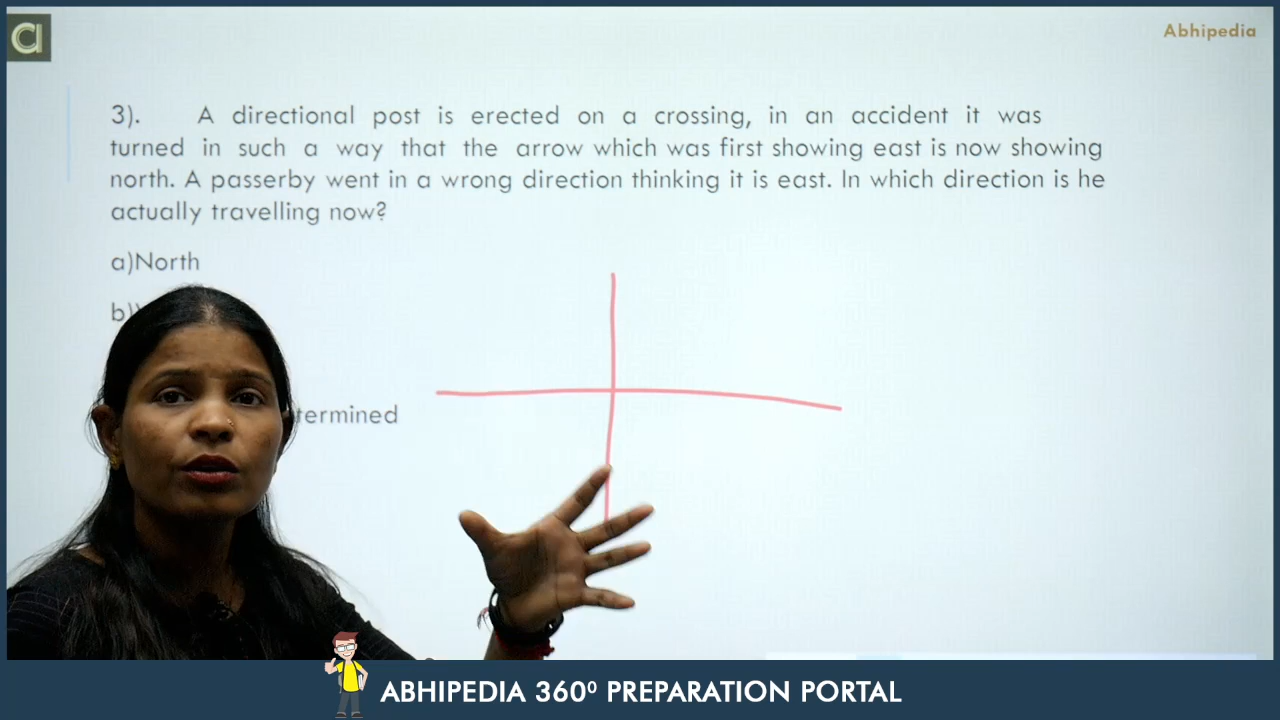 Abhipedia
3). A directional post is erected on a crossing, in an accident it was
turned in such a way that the arrow which was first showing east is now showing
north. A passerby went in a wrong direction thinking it is east. In which direction is he
actually travelling now?
a)North
b)
ABHIPEDIA 360⁰ PREPARATION PORTAL